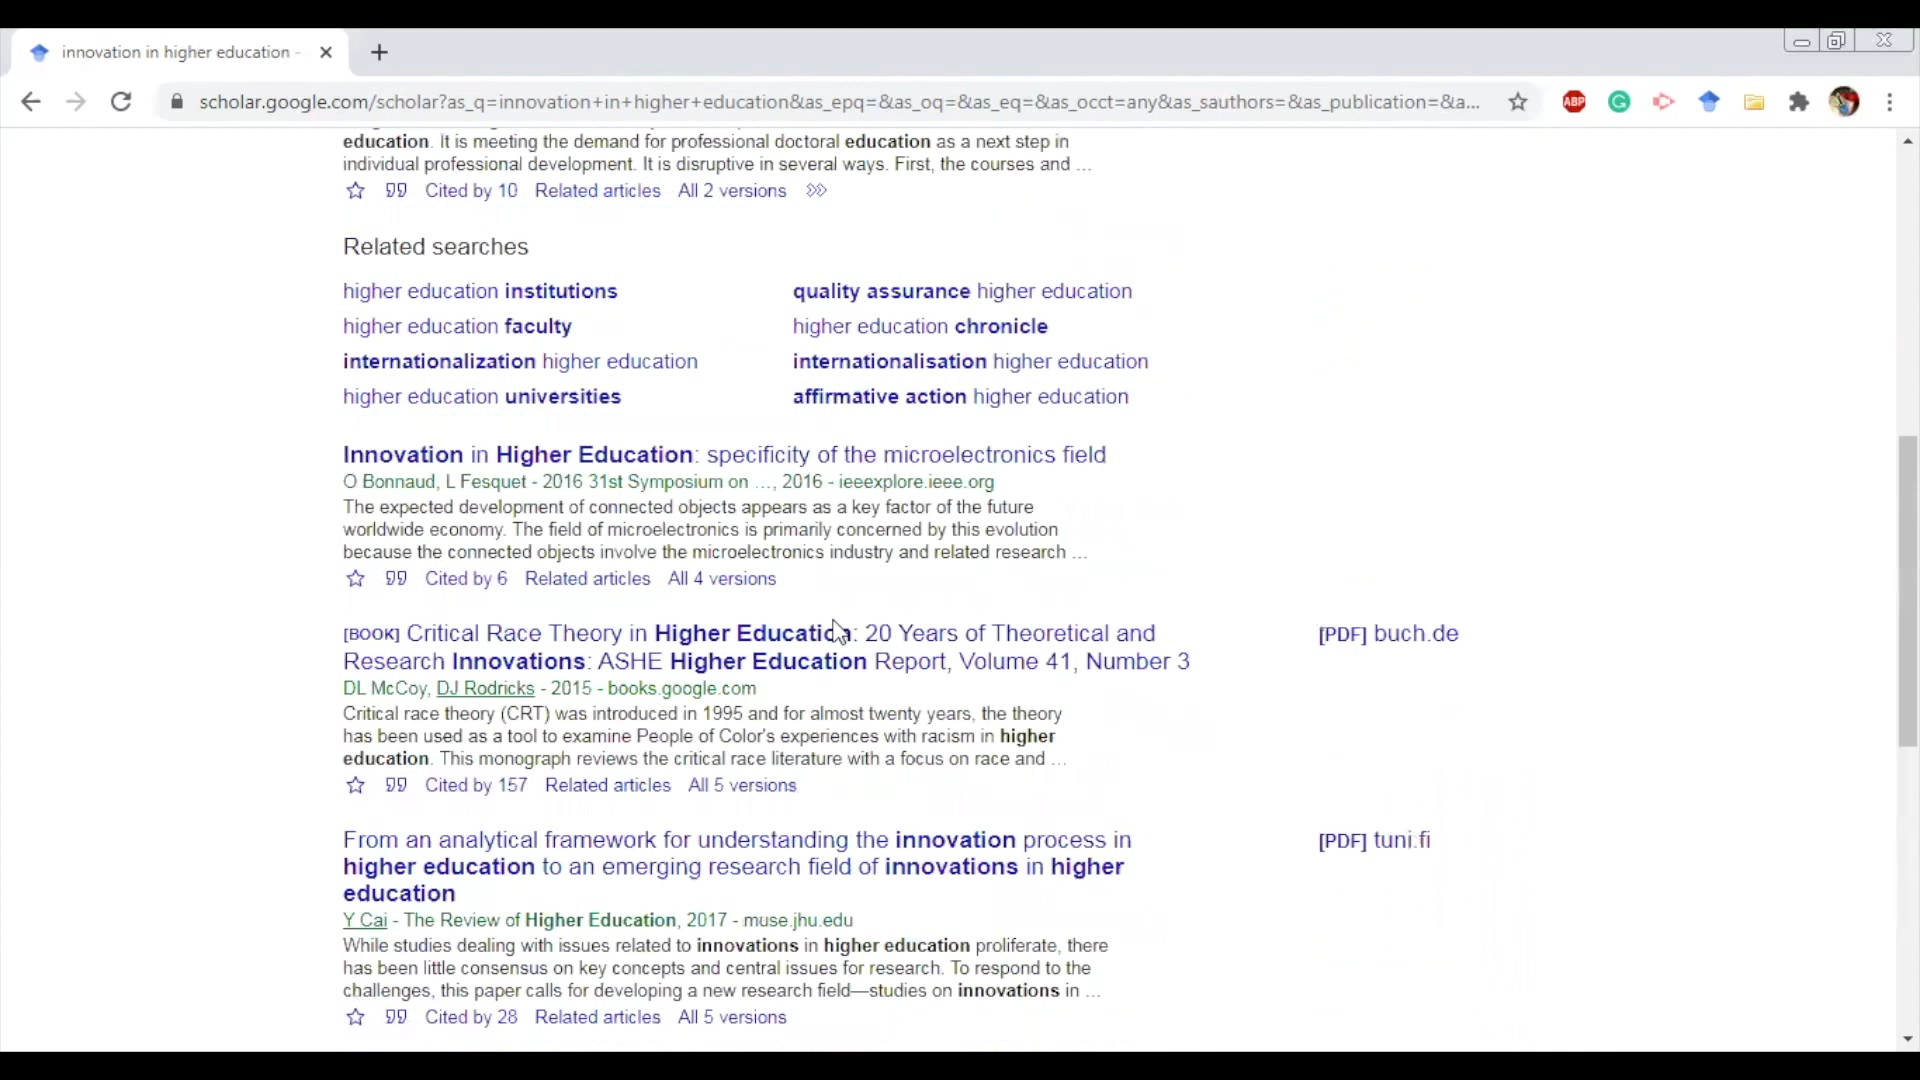 innovation in higher education -
scholar.google.com/scholar?as_q=innovation+in+higher+education&as_epq=&as_oq=&as_eq=&as_occt=any&as_sauthors=&as_publication=&a...
ABP
education. It is meeting the demand for professional doctoral education as a next step in
individual professional development. It is disruptive in several ways. First, the courses and …
Cited by 10 Related articles All 2 versions
Related searches
higher education institutions
quality assurance higher education
higher education faculty
higher education chronicle
internationalization higher education
internationalisation higher education
higher education universities
affirmative action higher education
Innovation in Higher Education: specificity of the microelectronics field
O Bonnaud, L Fesquet - 2016 31st Symposium on …, 2016 - ieeexplore.ieee.org
The expected development of connected objects appears as a key factor of the future
worldwide economy. The field of microelectronics is primarily concerned by this evolution
because the connected objects involve the microelectronics industry and related research …
Cited by 6 Related articles All 4 versions
[BOOK] Critical Race Theory in Higher Education: 20 Years of Theoretical and
[PDF] buch.de
Research Innovations: ASHE Higher Education Report, Volume 41, Number 3
DL McCoy, DJ Rodricks - 2015 - books.google.com
Critical race theory (CRT) was introduced in 1995 and for almost twenty years, the theory
has been used as a tool to examine People of Color's experiences with racism in higher
education. This monograph reviews the critical race literature with a focus on race and …
Cited by 157 Related articles All 5 versions
From an analytical framework for understanding the innovation process in
[PDF] tuni.fi
higher education to an emerging research field of innovations in higher
education
Y Cai - The Review of Higher Education, 2017 - muse.jhu.edu
While studies dealing with issues related to innovations in higher education proliferate, there
has been little consensus on key concepts and central issues for research. To respond to the
challenges, this paper calls for developing a new research field—studies on innovations in …
Cited by 28 Related articles All 5 versions